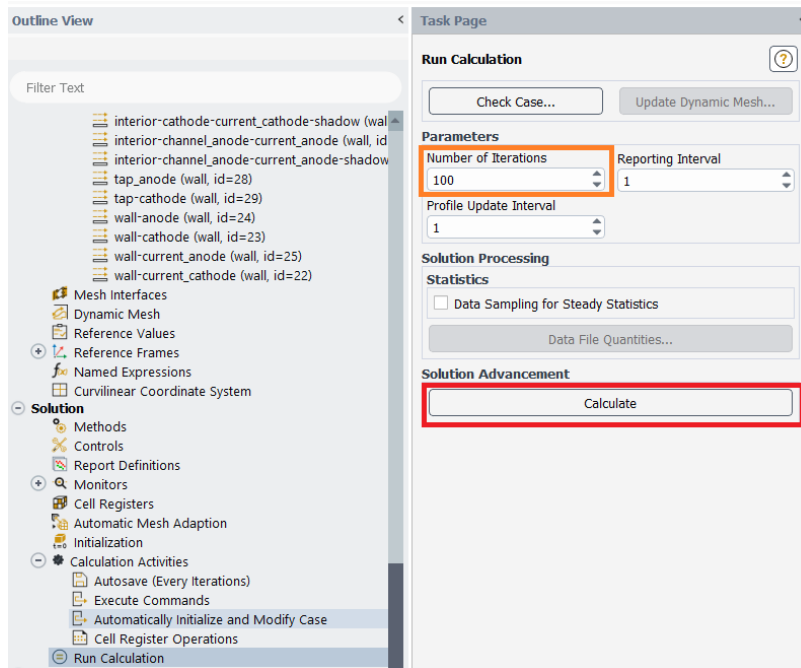 Outline View
Filter Text
interior-cathode-current_cathode-shadow (wal
interior-channel_anode-current_anode (wall, id
interior-channel_anode-current_anode-shadow
tap_anode (wall, id=28)
tap-cathode (wall, id=29)
wall-anode (wall, id=24)
wall-cathode (wall, id=23)
wall-current_anode (wall, id=25)
wall-current_cathode (wall, id=22)
Mesh Interfaces
Dynamic Mesh
Reference Values
Reference Frames
Named Expressions
Curvilinear Coordinate System
Solution
Methods
Controls
Report Definitions
Monitors
Cell Registers
Automatic Mesh Adaption
Initialization
Calculation Activities
Autosave (Every Iterations)
Execute Commands
Automatically Initialize and Modify Case
Cell Register Operations
Run Calculation
Task Page
Run Calculation
Check Case...
Update Dynamic Mesh...
Parameters
Number of Iterations
Reporting Interval
100
1
Profile Update Interval
1
Solution Processing
Statistics
Data Sampling for Steady Statistics
Data File Quantities...
Solution Advancement
Calculate